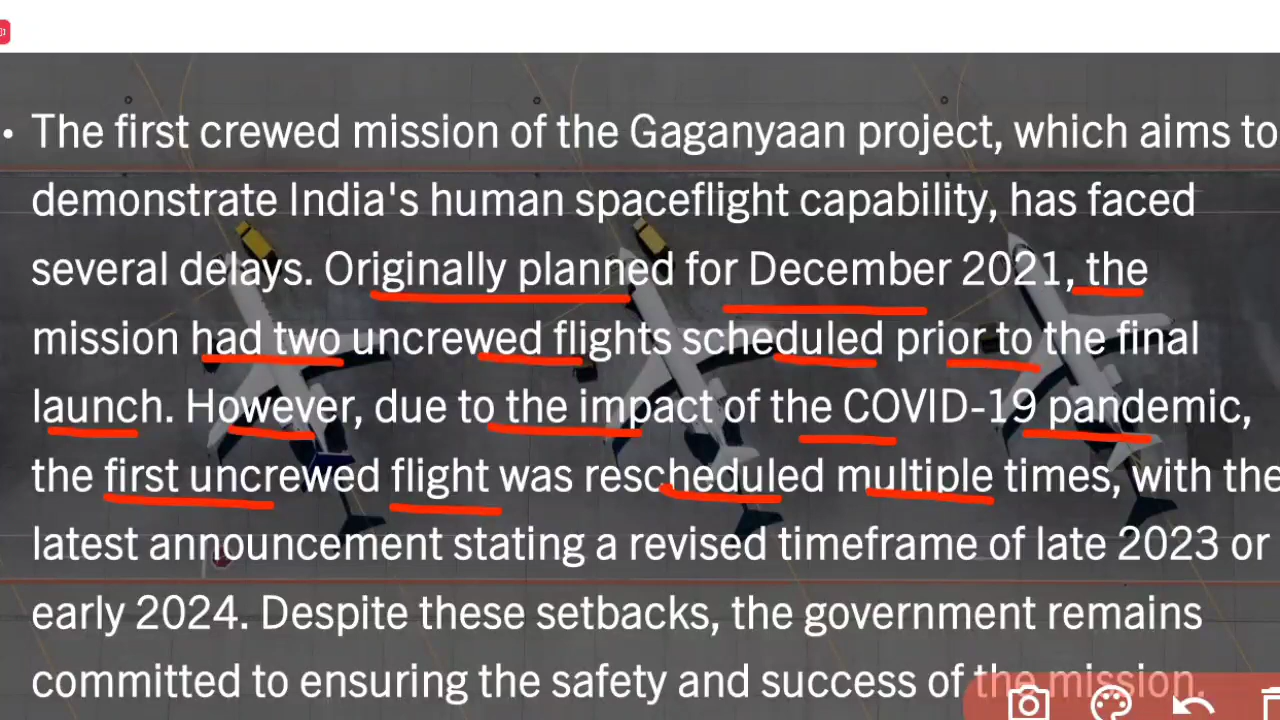 • The first crewed mission of the Gaganyaan project, which aims to
demonstrate India's human spaceflight capability, has faced
several delays. Originally planned for December 2021, the
mission had two uncrewed flights scheduled prior to the final
launch. However, due to the impact of the COVID-19 pandemic,
the first uncrewed flight was rescheduled multiple times, with the
latest announcement stating a revised timeframe of late 2023 or
early 2024. Despite these setbacks, the government remains
committed to ensuring the safety and success of the mission.